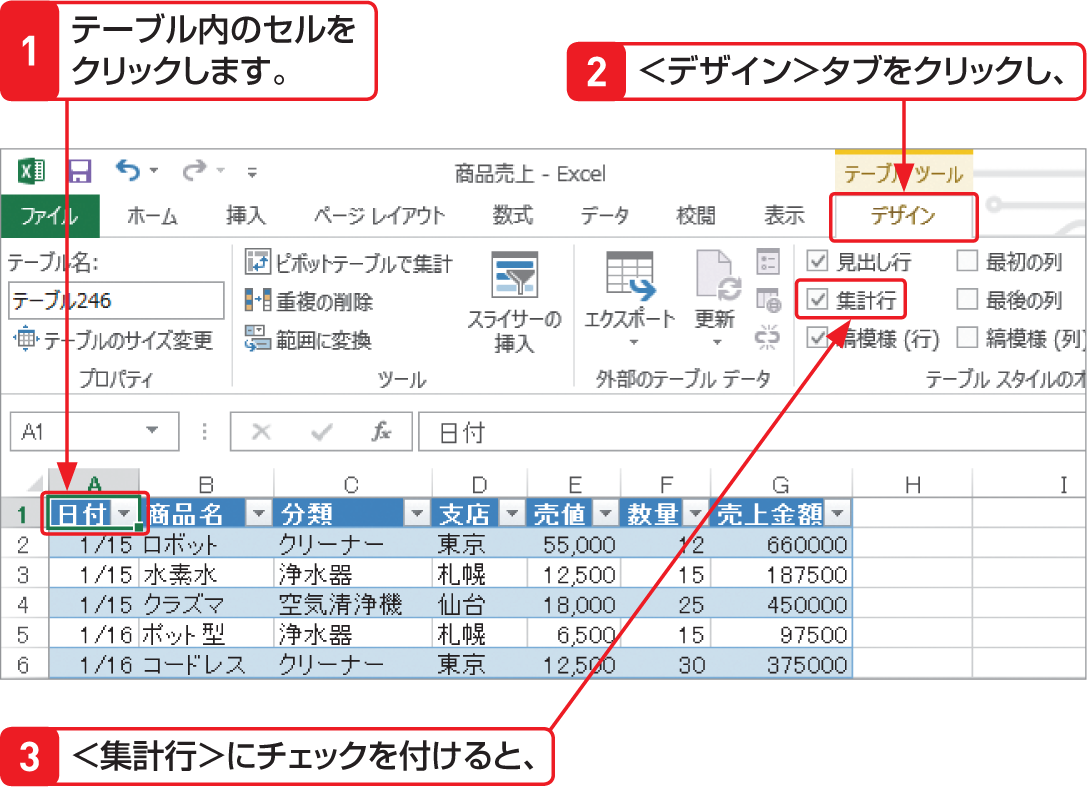 1
テーブル内のセルを
クリックします。
2
＜デザイン＞タブをクリックし、
商品売上 - Excel
テーブル ツール
ファイル ホーム 挿入 ページ レイアウト 数式 データ 校閲 表示 デザイン
テーブル名:
テーブル246
テーブルのサイズ変更
プロパティ
ピボットテーブルで集計
重複の削除
範囲に変換
ツール
スライサーの
挿入
エクスポート
更新
外部のテーブル データ
見出し行 最初の列
集計行 最後の列
縞模様 (行) 縞模様 (列)
テーブル スタイルのオ
A1 fx 日付
A B C D E F G H I
1 日付 商品名 分類 支店 売値 数量 売上金額
2 1/15 ロボット クリーナー 東京 55,000 12 660000
3 1/15 水素水 浄水器 札幌 12,500 15 187500
4 1/15 クラズマ 空気清浄機 仙台 18,000 25 450000
5 1/16 ポット型 浄水器 札幌 6,500 15 97500
6 1/16 コードレス クリーナー 東京 12,500 30 375000
3
＜集計行＞にチェックを付けると、